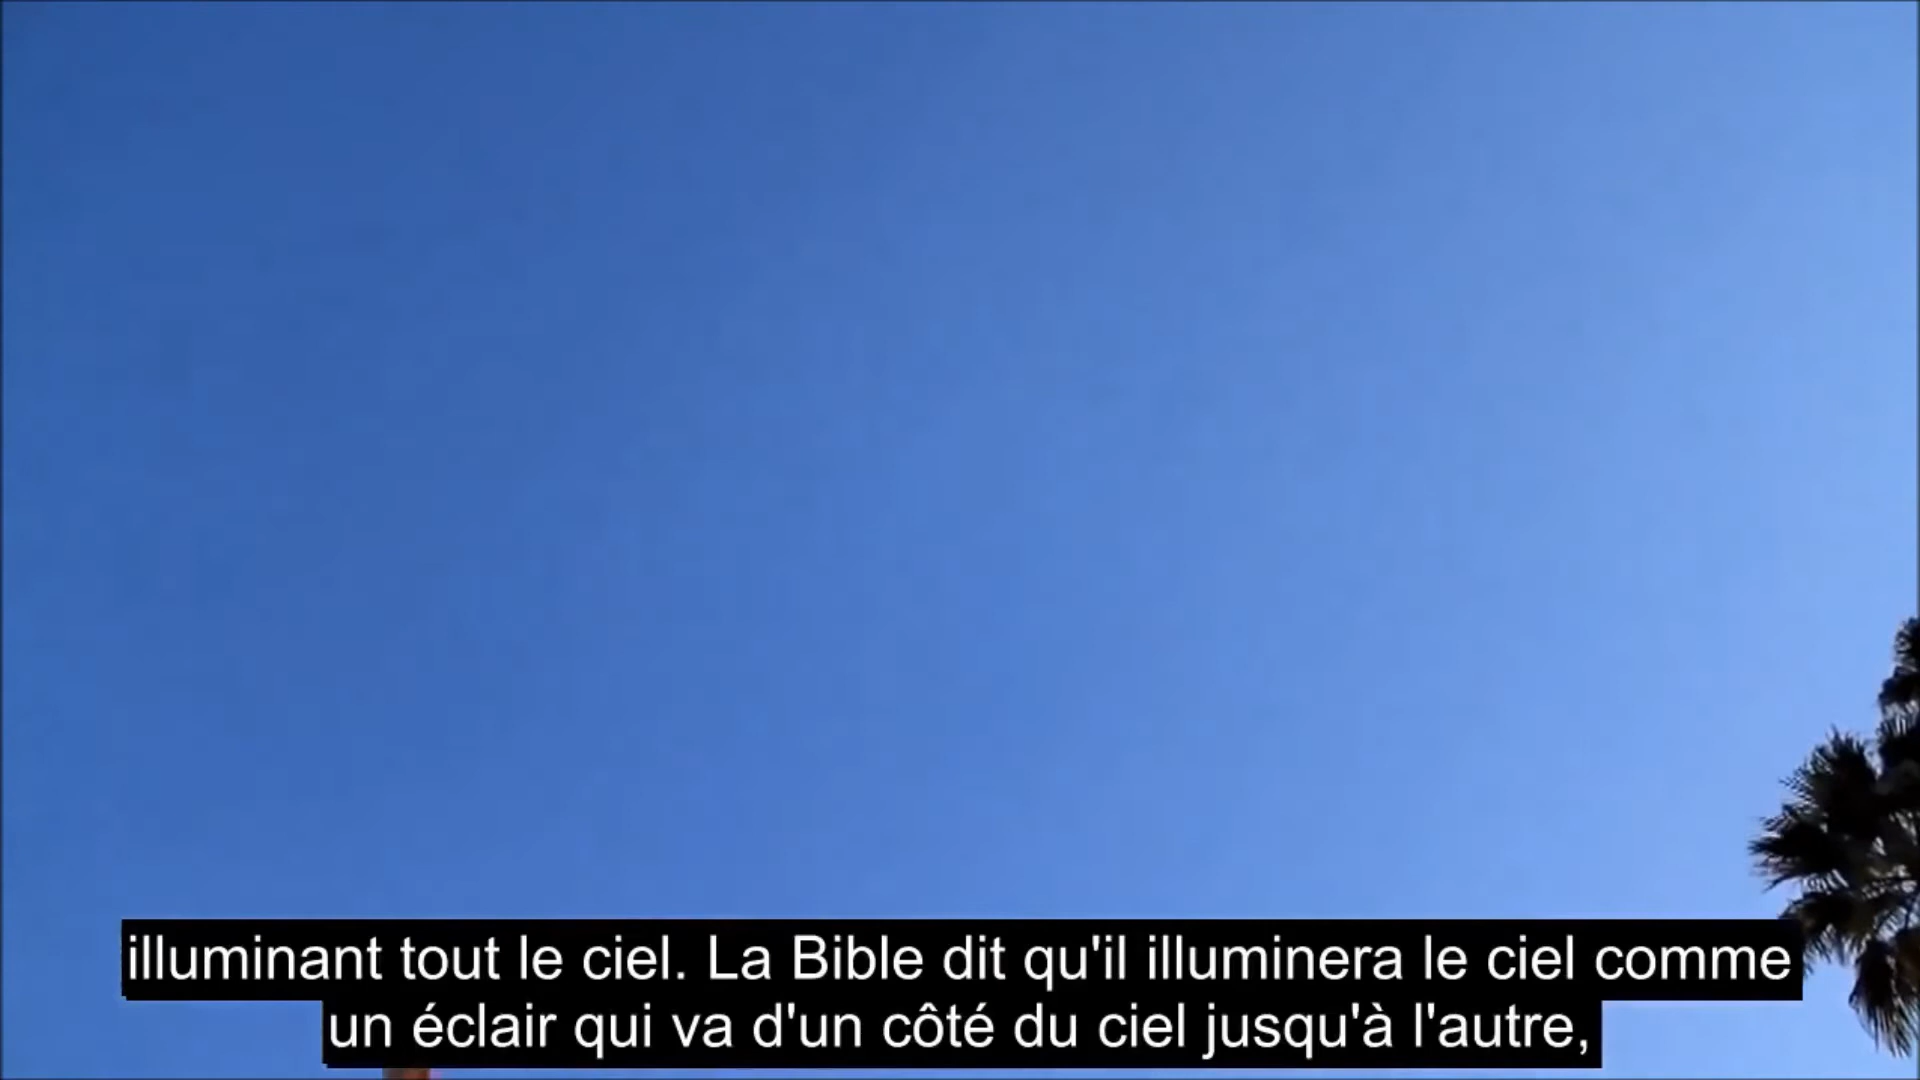 illuminant tout le ciel. La Bible dit qu'il illuminera le ciel comme
un éclair qui va d'un côté du ciel jusqu'à l'autre,